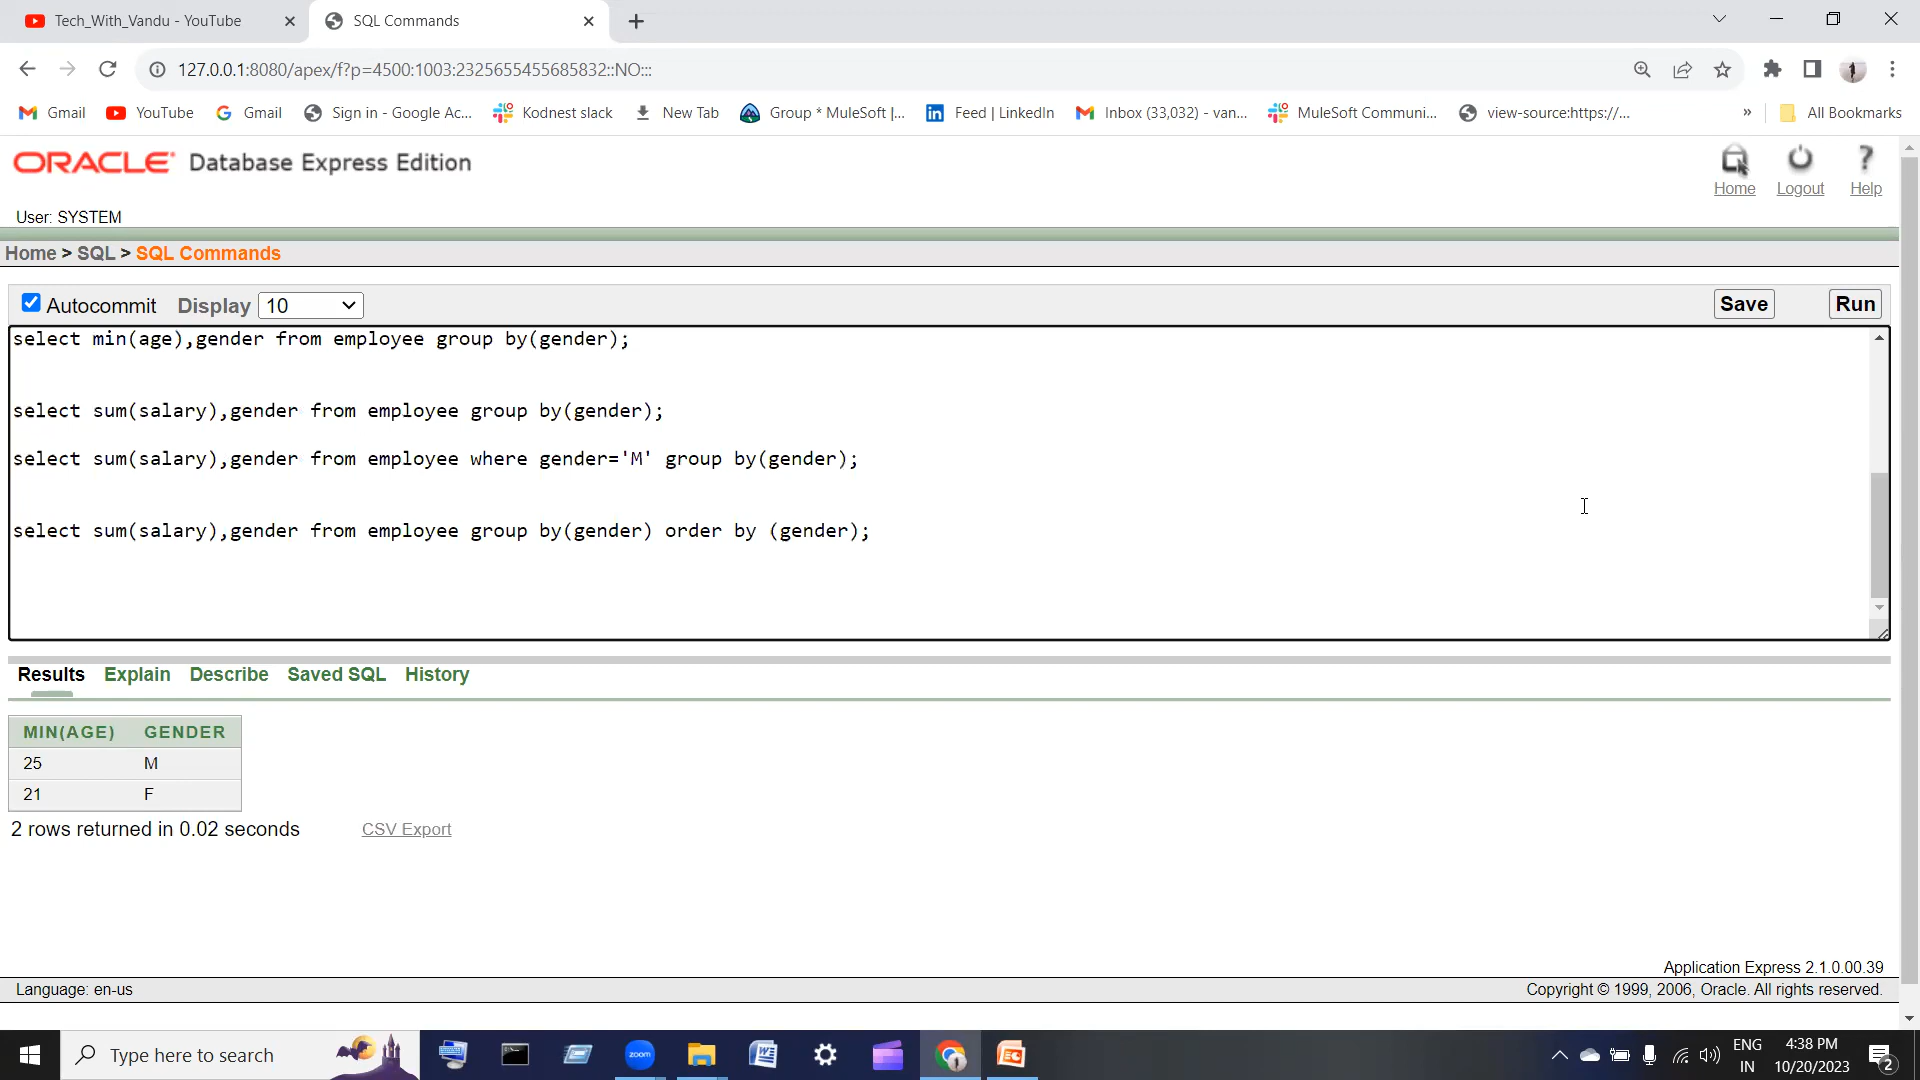 Tech_With_Vandu - YouTube
SQL Commands
127.0.0.1:8080/apex/f?p=4500:1003:2325655455685832::NO:::
Gmail
YouTube
Gmail
Sign in - Google Ac...
Kodnest slack
New Tab
Group * MuleSoft |...
Feed | LinkedIn
Inbox (33,032) - van...
MuleSoft Communi...
view-source:https://...
»
All Bookmarks
ORACLE Database Express Edition
Home
Logout
Help
User: SYSTEM
Home > SQL > SQL Commands
Autocommit Display 10
Save
Run
select min(age),gender from employee group by(gender);
select sum(salary),gender from employee group by(gender);
select sum(salary),gender from employee where gender='M' group by(gender);
select sum(salary),gender from employee group by(gender) order by (gender);
Results Explain Describe Saved SQL History
MIN(AGE) GENDER
25 M
21 F
2 rows returned in 0.02 seconds CSV Export
Application Express 2.1.0.00.39
Language: en-us
Copyright © 1999, 2006, Oracle. All rights reserved.
Type here to search
zoom
ENG
IN
4:38 PM
10/20/2023
2